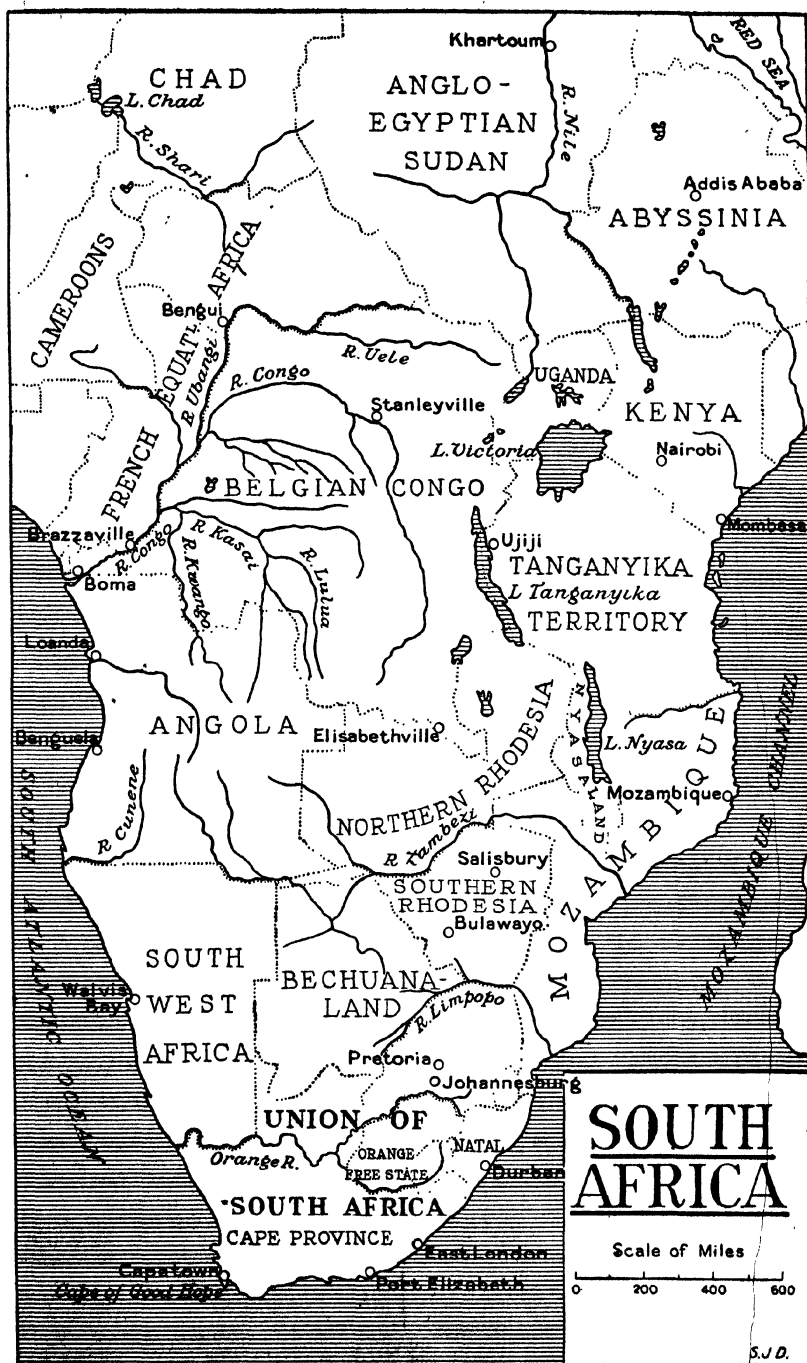 Khartoum
RED SEA
CHAD
L. Chad
ANGLO-
EGYPTIAN
SUDAN
R. Nile
R. Shari
Addis Ababa
ABYSSINIA
CAMEROONS
FRENCH EQUATL AFRICA
Bengui
R. Ubangi
R. Uele
R. Congo
Stanleyville
UGANDA
KENYA
L. Victoria
Nairobi
BELGIAN CONGO
Mombasa
Brazzaville
R. Congo
R Kasai
R. Kwango
R. Lulua
Ujiji
Boma
TANGANYIKA
L Tanganyika
TERRITORY
Loanda
ANGOLA
Elisabethville
NORTHERN RHODESIA
NYASALAND
L. Nyasa
Benguela
R Cunene
Mozambique
MOZAMBIQUE
MOZAMBIQUE CHANNEL
R Zambezi
Salisbury
SOUTHERN
RHODESIA
Bulawayo
SOUTH ATLANTIC OCEAN
SOUTH
WEST
AFRICA
BECHUANA-
LAND
Walvis
Bay
R. Limpopo
Pretoria
Johannesburg
UNION OF
ORANGE
FREE STATE
NATAL
Orange R.
Durban
SOUTH AFRICA
CAPE PROVINCE
East London
Capetown
Port Elizabeth
Cape of Good Hope
SOUTH
AFRICA
Scale of Miles
0 200 400 600
S.J.D.